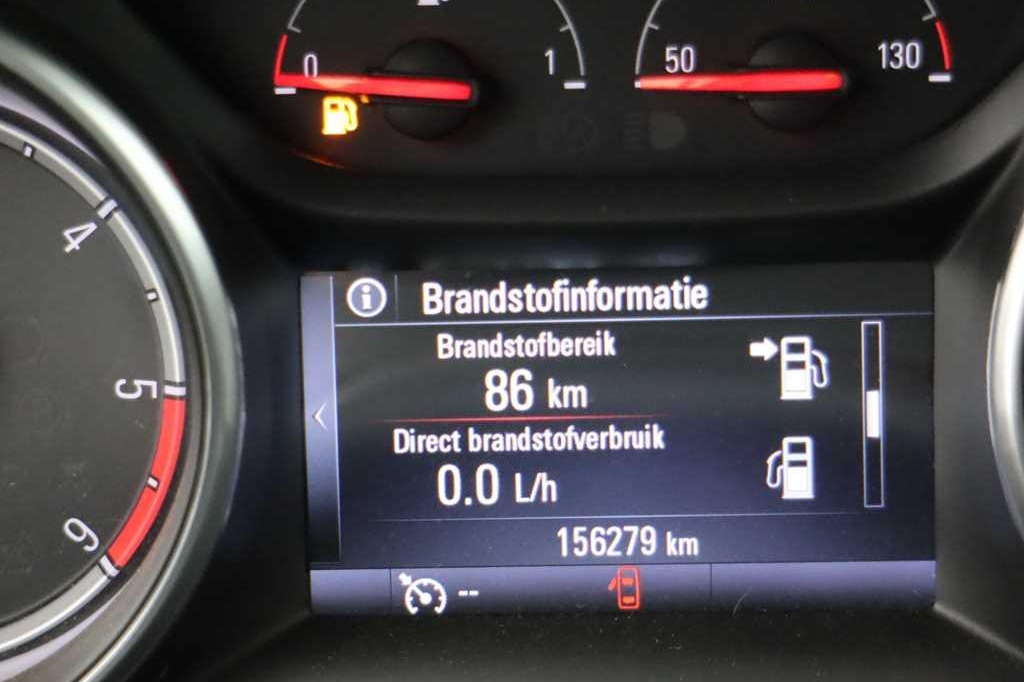 0
1
50
130
4
5
6
Brandstofinformatie
Brandstofbereik
86 km
Direct brandstofverbruik
0.0 L/h
156279 km
--